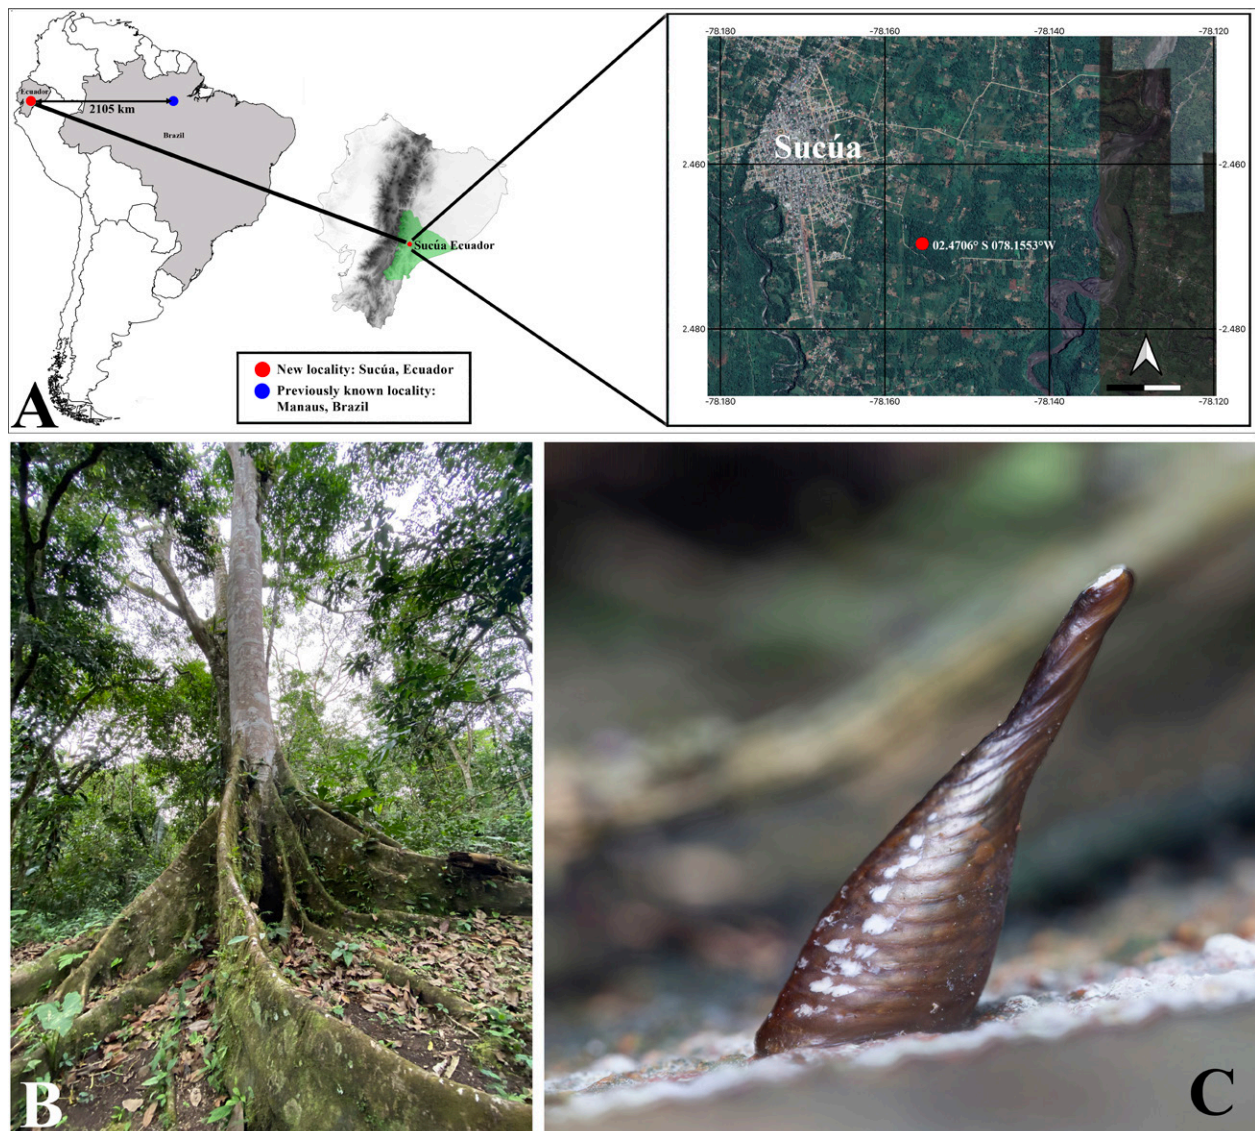 Ecuador
2105 km
Brazil
Sucúa Ecuador
New locality: Sucúa, Ecuador
Previously known locality:
Manaus, Brazil
A
-78.180 -78.160 -78.140 -78.120
2.460 -2.460
2.480 -2.480
Sucúa
02.4706° S 078.1553°W
-78.180 -78.160 -78.140 -78.120
B
C